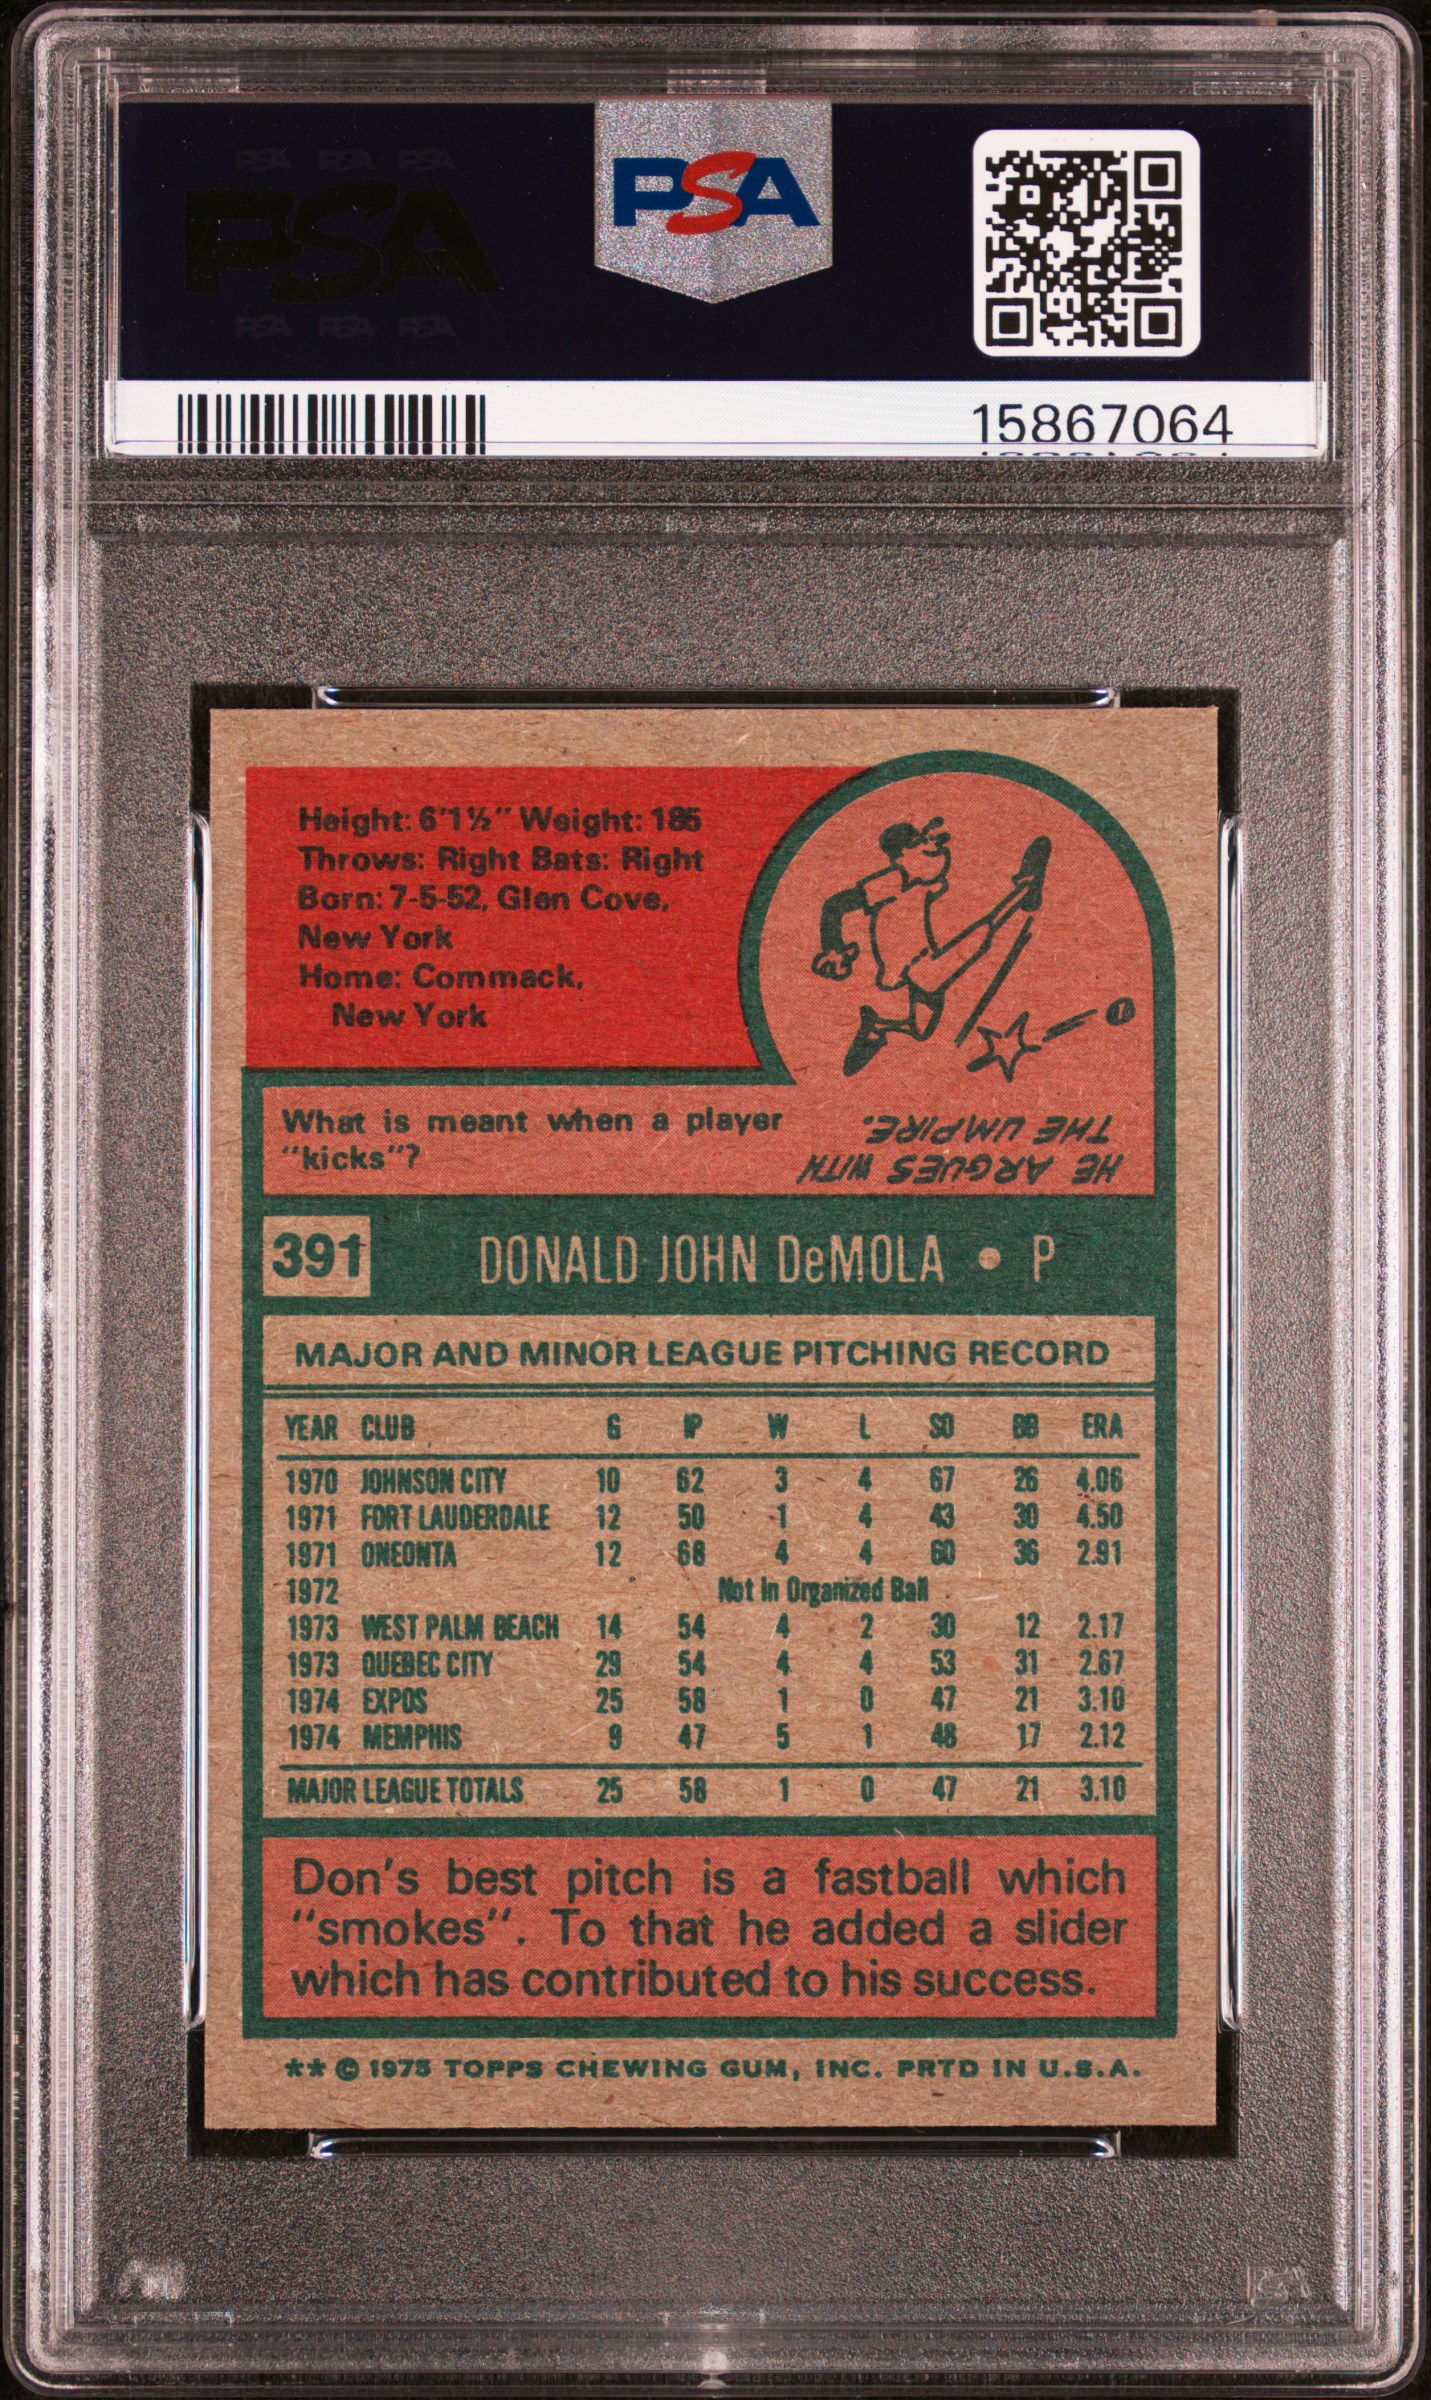 PSA PSA PSA
PSA
PSA PSA PSA
PSA
15867064
Height: 6'1½" Weight: 185
Throws: Right Bats: Right
Born: 7-5-52, Glen Cove,
New York
Home: Commack,
New York
What is meant when a player
"kicks"?
HE ARGUES WITH
THE UMPIRE.
391 DONALD JOHN DeMOLA • P
MAJOR AND MINOR LEAGUE PITCHING RECORD
YEAR CLUB G IP W L SO BB ERA
1970 JOHNSON CITY 10 62 3 4 67 26 4.06
1971 FORT LAUDERDALE 12 50 1 4 43 30 4.50
1971 ONEONTA 12 68 4 4 60 36 2.91
1972 Not In Organized Ball
1973 WEST PALM BEACH 14 54 4 2 30 12 2.17
1973 QUEBEC CITY 29 54 4 4 53 31 2.67
1974 EXPOS 25 58 1 0 47 21 3.10
1974 MEMPHIS 9 47 5 1 48 17 2.12
MAJOR LEAGUE TOTALS 25 58 1 0 47 21 3.10
Don's best pitch is a fastball which
"smokes". To that he added a slider
which has contributed to his success.
** © 1975 TOPPS CHEWING GUM, INC. PRTD IN U.S.A.
PSA